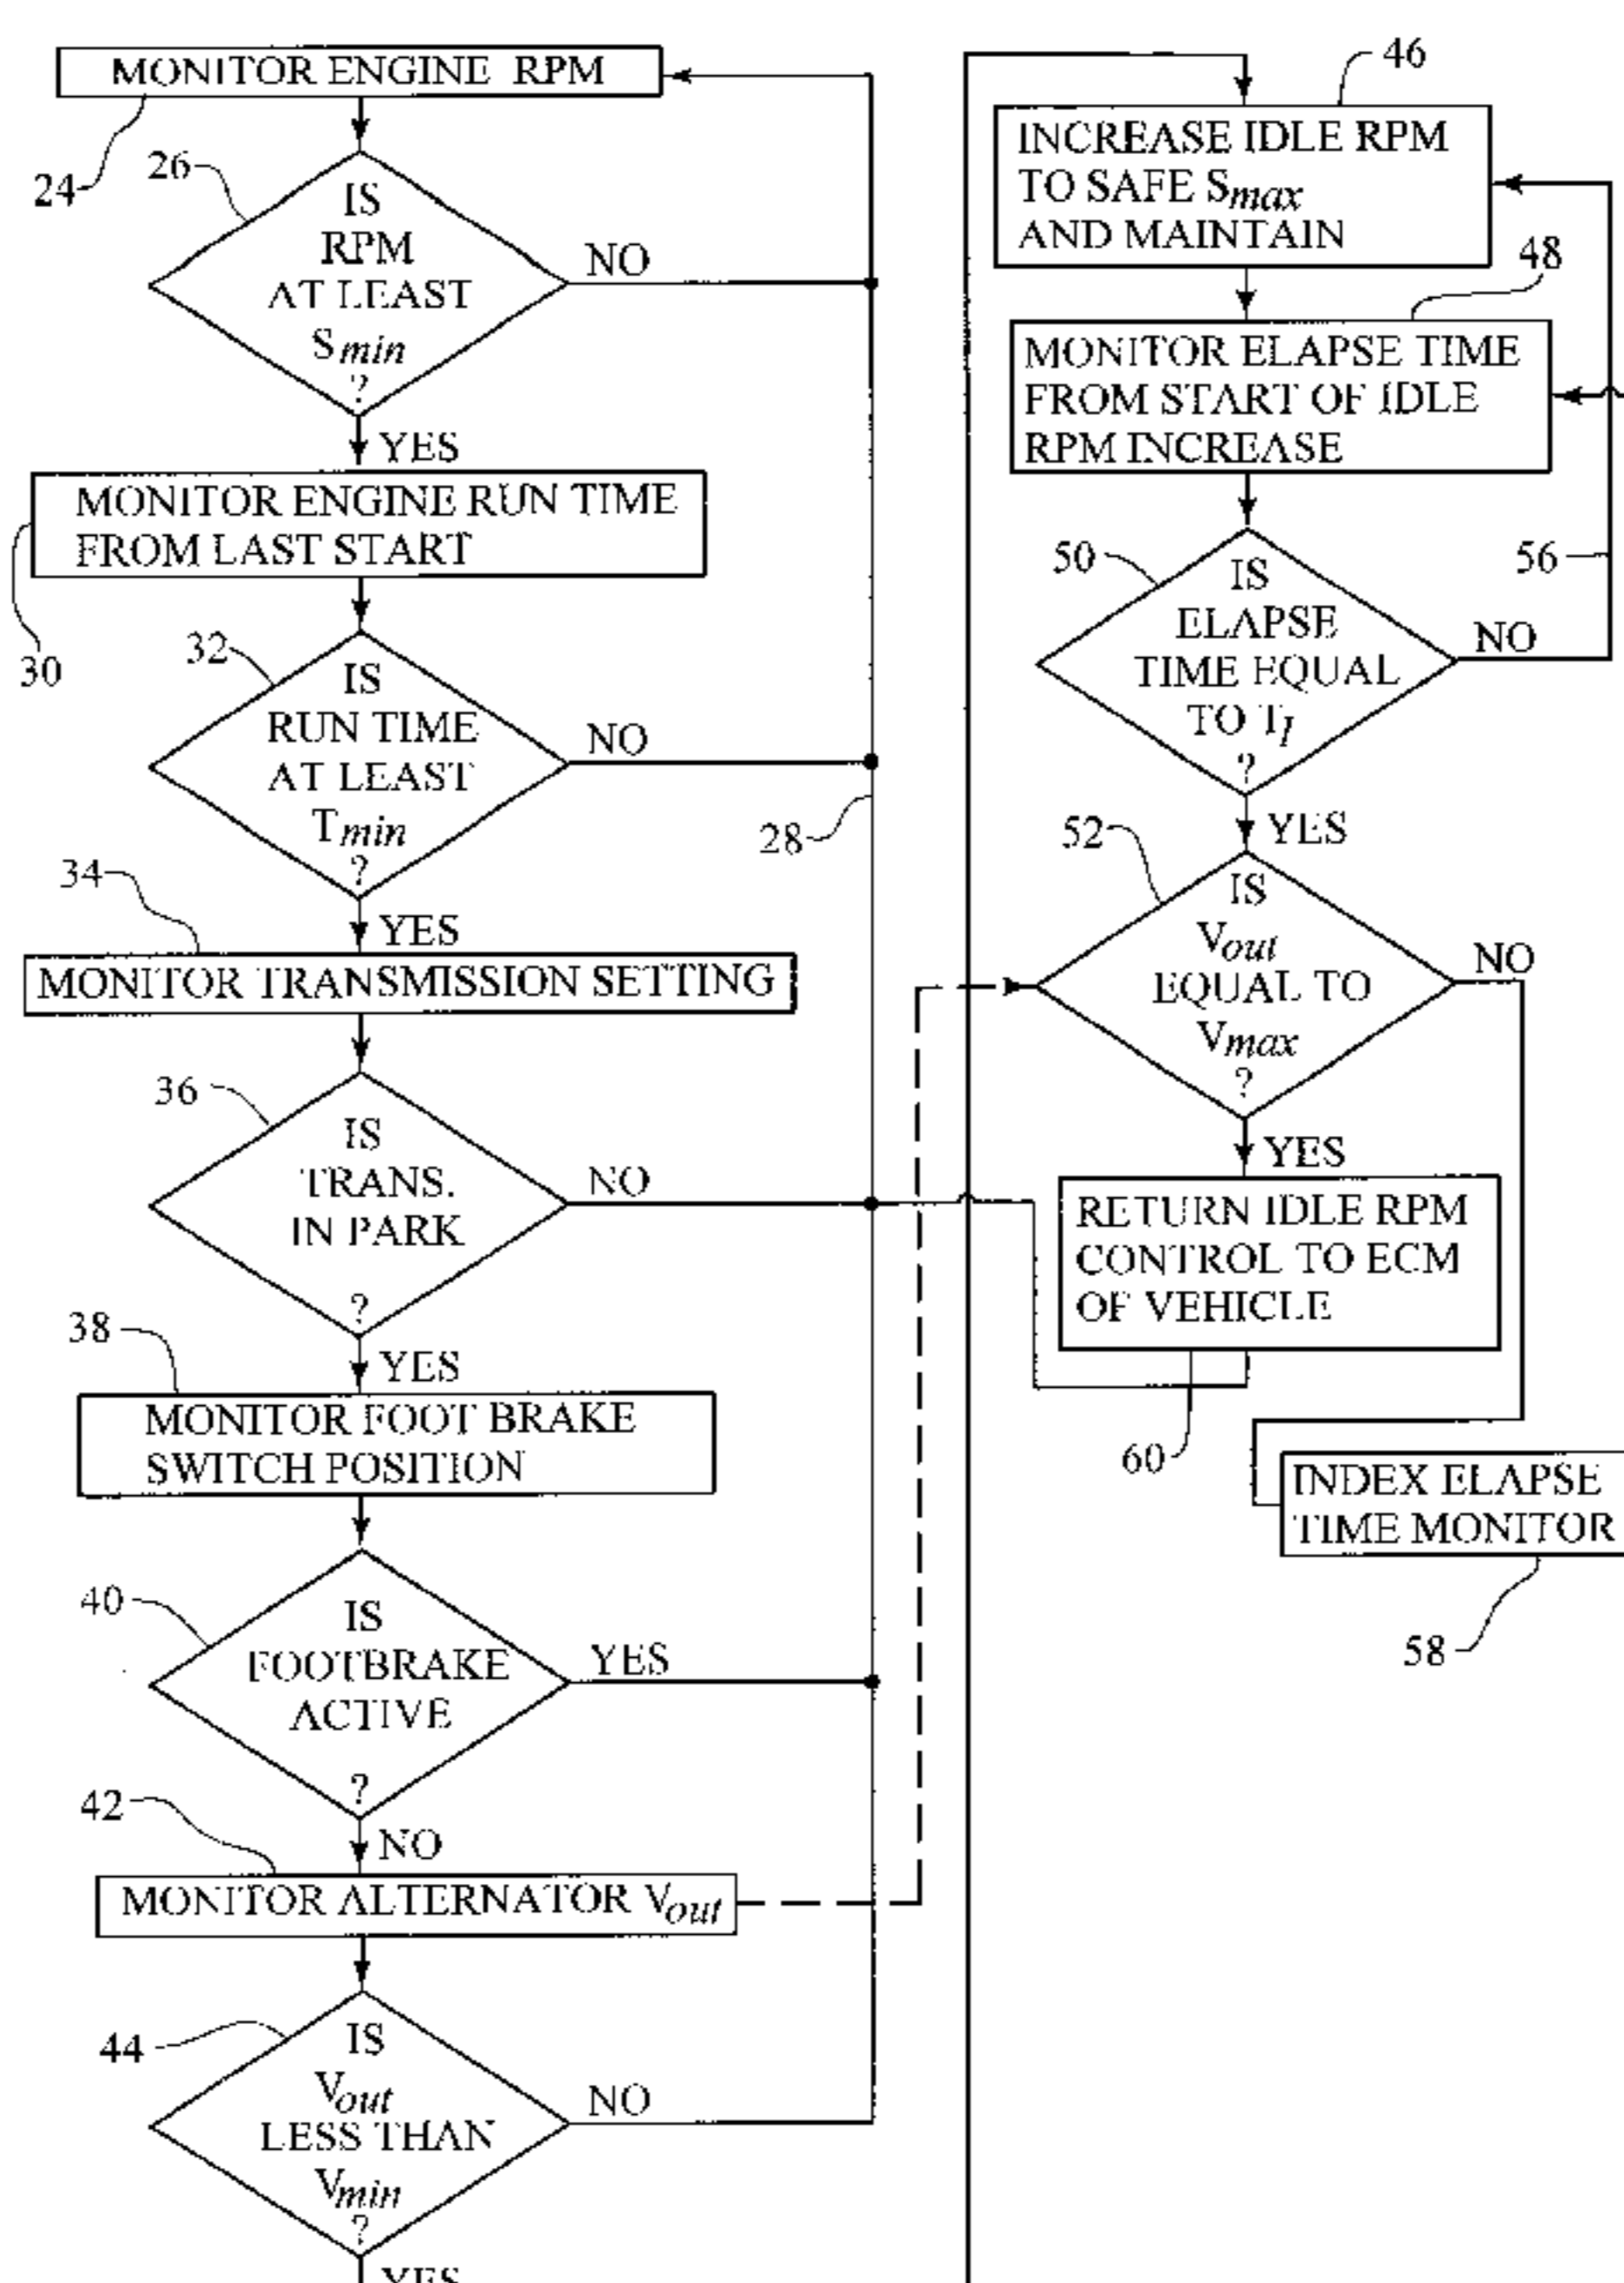 MONITOR ENGINE RPM
24
26
IS
RPM
AT LEAST
Smin
?
NO
YES
MONITOR ENGINE RUN TIME
FROM LAST START
30
32
IS
RUN TIME
AT LEAST
Tmin
?
NO
28
YES
34
MONITOR TRANSMISSION SETTING
36
IS
TRANS.
IN PARK
?
NO
YES
38
MONITOR FOOT BRAKE
SWITCH POSITION
40
IS
FOOTBRAKE
ACTIVE
?
YES
NO
42
MONITOR ALTERNATOR Vout
44
IS
Vout
LESS THAN
Vmin
?
NO
YES
46
INCREASE IDLE RPM
TO SAFE Smax
AND MAINTAIN
48
MONITOR ELAPSE TIME
FROM START OF IDLE
RPM INCREASE
50
IS
ELAPSE
TIME EQUAL
TO T1
?
NO
56
YES
52
IS
Vout
EQUAL TO
Vmax
?
NO
YES
RETURN IDLE RPM
CONTROL TO ECM
OF VEHICLE
60
INDEX ELAPSE
TIME MONITOR
58